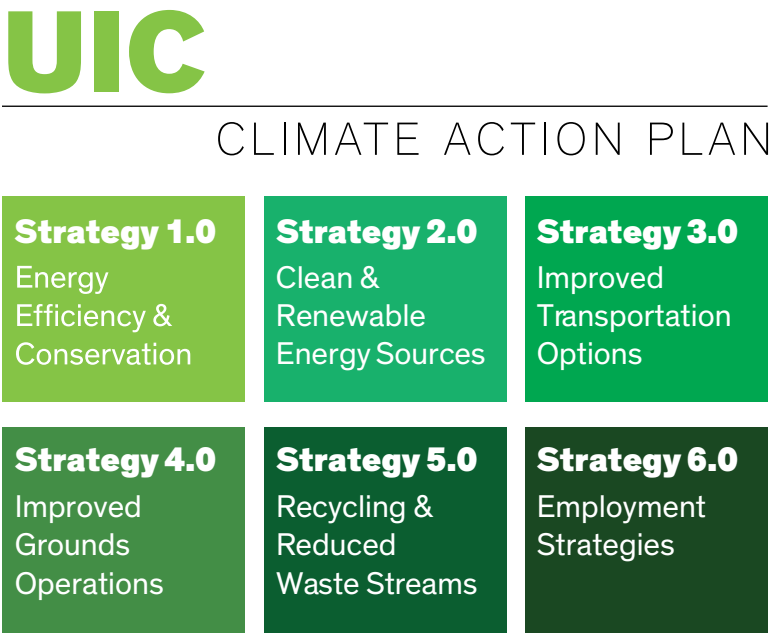 UIC
CLIMATE ACTION PLAN
Strategy 1.0
Energy
Efficiency &
Conservation
Strategy 2.0
Clean &
Renewable
Energy Sources
Strategy 3.0
Improved
Transportation
Options
Strategy 4.0
Improved
Grounds
Operations
Strategy 5.0
Recycling &
Reduced
Waste Streams
Strategy 6.0
Employment
Strategies